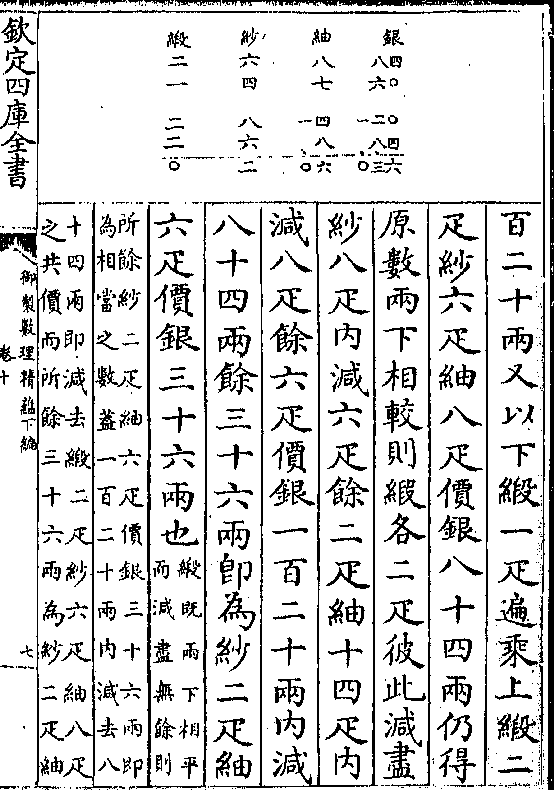 銀 八四 六〇 一二〇 八四 〇三六
紬 八 七 一四 八 〇六
紗 六 四 八 六 二
緞 二 一 二 二 〇
百二十兩又以下緞一疋遍乘上緞二
疋紗六疋紬八疋價銀八十四兩仍得
原數兩下相較則緞各二疋彼此減盡
紗八疋內減六疋餘二疋紬十四疋內
減八疋餘六疋價銀一百二十兩內減
八十四兩餘三十六兩卽為紗二疋紬
六疋價銀三十六兩也
緞既兩下相平
而減盡無餘則
所餘紗二疋紬六疋價銀三十六兩即
為相當之數蓋一百二十兩內減去八
十四兩即減去緞二疋紗六疋紬八疋
之共價而所餘三十六兩為紗二疋紬
欽定四庫全書
御製數理精藴下編
卷十
七